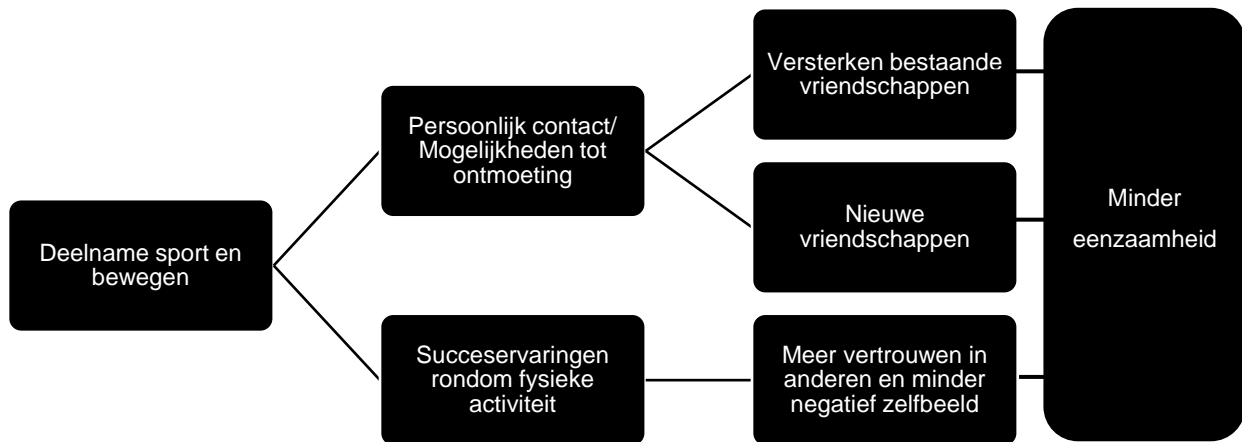 Deelname sport en
bewegen
Persoonlijk contact/
Mogelijkheden tot
ontmoeting
Succeservaringen
rondom fysieke
activiteit
Versterken bestaande
vriendschappen
Nieuwe
vriendschappen
Meer vertrouwen in
anderen en minder
negatief zelfbeeld
Minder
eenzaamheid